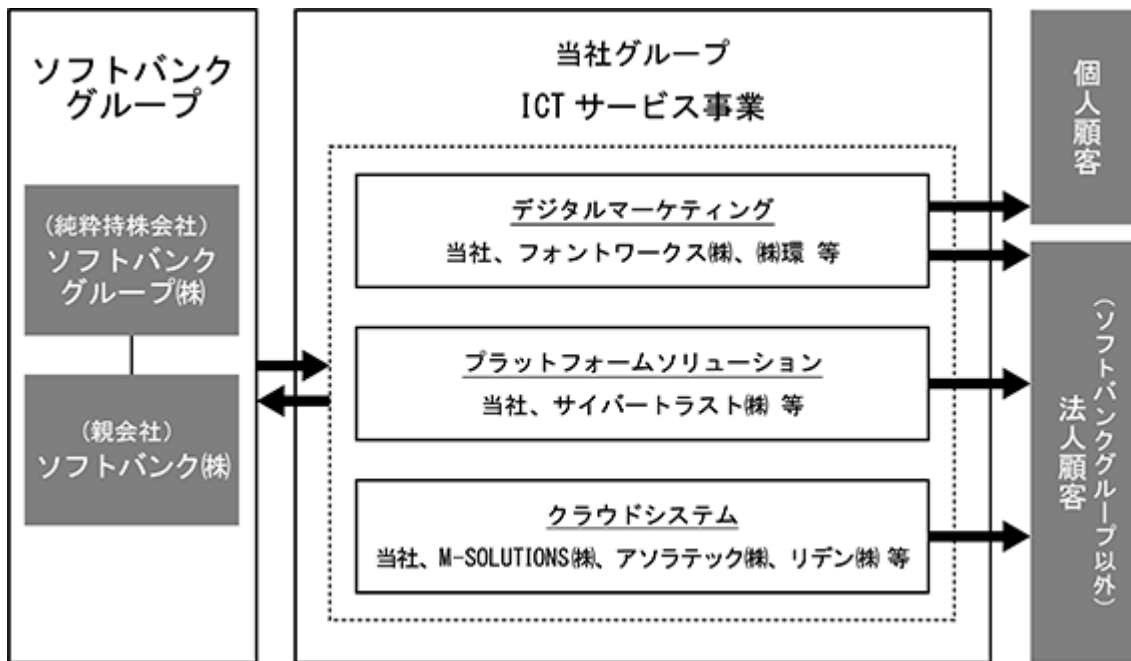 ソフトバンク
グループ
(純粋持株会社)
ソフトバンク
グループ㈱
(親会社)
ソフトバンク㈱
当社グループ
ICTサービス事業
デジタルマーケティング
当社、フォントワークス㈱、㈱環 等
プラットフォームソリューション
当社、サイバートラスト㈱ 等
クラウドシステム
当社、M-SOLUTIONS㈱、アソラテック㈱、リデン㈱ 等
個人顧客
(ソフトバンクグループ以外)
法人顧客